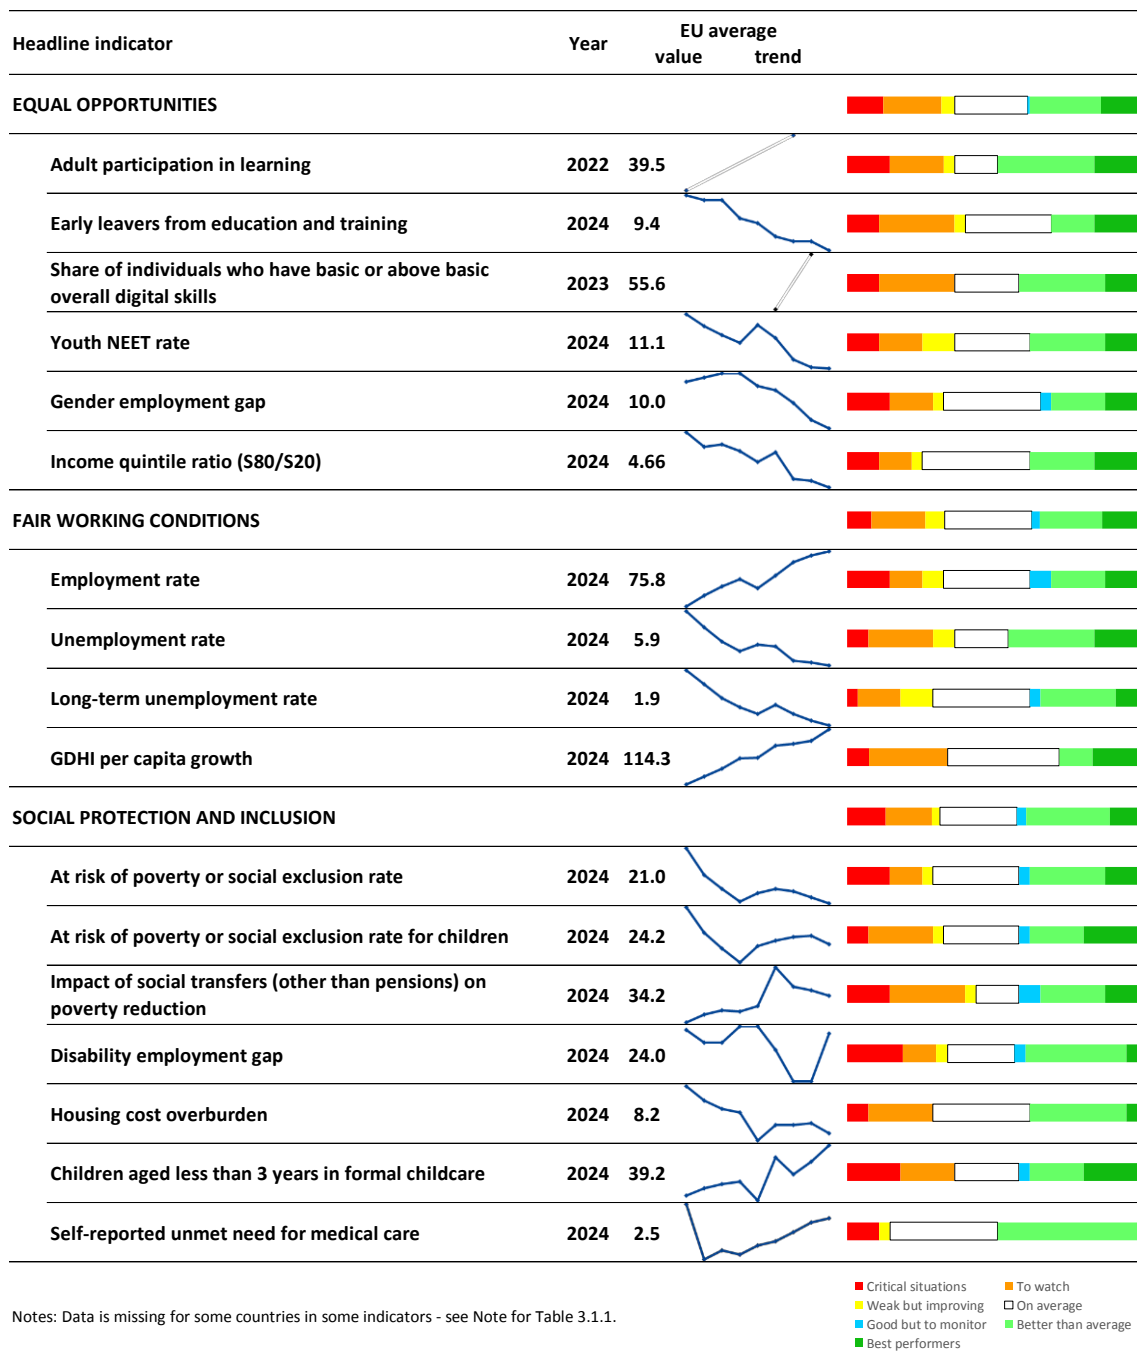 Headline indicator Year EU average
value trend
EQUAL OPPORTUNITIES
Adult participation in learning 2022 39.5
Early leavers from education and training 2024 9.4
Share of individuals who have basic or above basic
overall digital skills 2023 55.6
Youth NEET rate 2024 11.1
Gender employment gap 2024 10.0
Income quintile ratio (S80/S20) 2024 4.66
FAIR WORKING CONDITIONS
Employment rate 2024 75.8
Unemployment rate 2024 5.9
Long-term unemployment rate 2024 1.9
GDHI per capita growth 2024 114.3
SOCIAL PROTECTION AND INCLUSION
At risk of poverty or social exclusion rate 2024 21.0
At risk of poverty or social exclusion rate for children 2024 24.2
Impact of social transfers (other than pensions) on
poverty reduction 2024 34.2
Disability employment gap 2024 24.0
Housing cost overburden 2024 8.2
Children aged less than 3 years in formal childcare 2024 39.2
Self-reported unmet need for medical care 2024 2.5
Critical situations To watch
Weak but improving On average
Good but to monitor Better than average
Best performers
Notes: Data is missing for some countries in some indicators - see Note for Table 3.1.1.